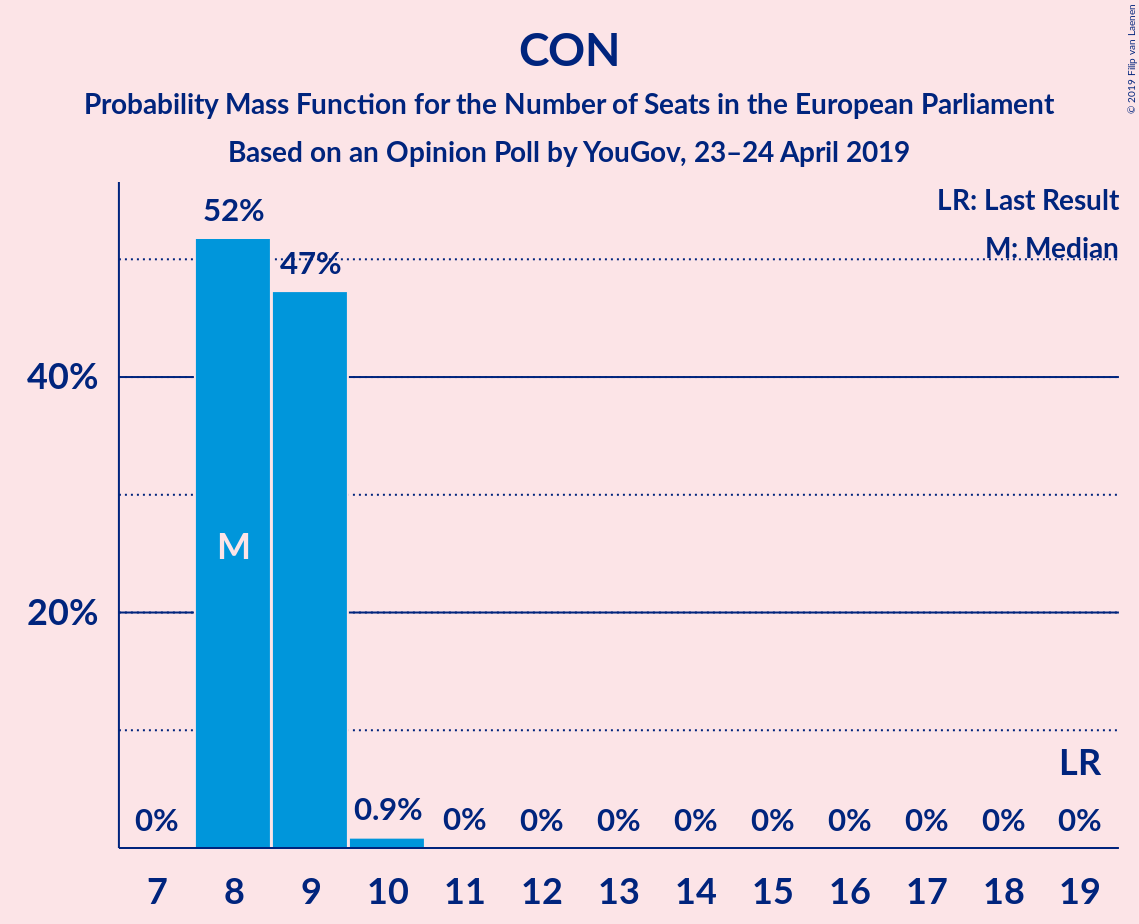 CON
Probability Mass Function for the Number of Seats in the European Parliament
Based on an Opinion Poll by YouGov, 23–24 April 2019
© 2019 Filip van Laenen
LR: Last Result
M: Median
52%
47%
40%
M
20%
LR
0% 0.9% 0% 0% 0% 0% 0% 0% 0% 0% 0%
7 8 9 10 11 12 13 14 15 16 17 18 19